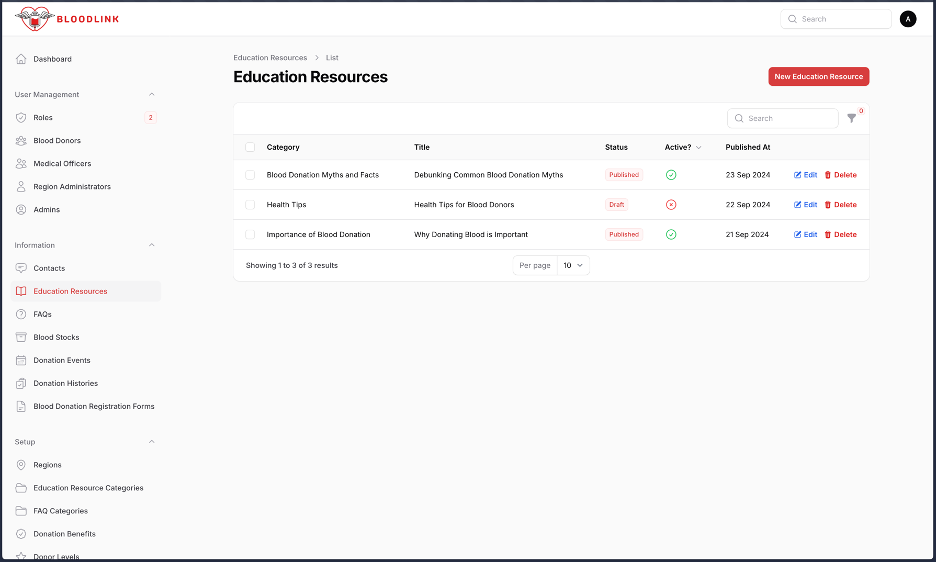 BLOODLINK
Search
A
Dashboard
User Management
Roles 2
Blood Donors
Medical Officers
Region Administrators
Admins
Information
Contacts
Education Resources
FAQs
Blood Stocks
Donation Events
Donation Histories
Blood Donation Registration Forms
Setup
Regions
Education Resource Categories
FAQ Categories
Donation Benefits
Donor Levels
Education Resources > List
Education Resources
New Education Resource
Search 0
Category Title Status Active? Published At
Blood Donation Myths and Facts Debunking Common Blood Donation Myths Published 23 Sep 2024 Edit Delete
Health Tips Health Tips for Blood Donors Draft 22 Sep 2024 Edit Delete
Importance of Blood Donation Why Donating Blood is Important Published 21 Sep 2024 Edit Delete
Showing 1 to 3 of 3 results Per page 10